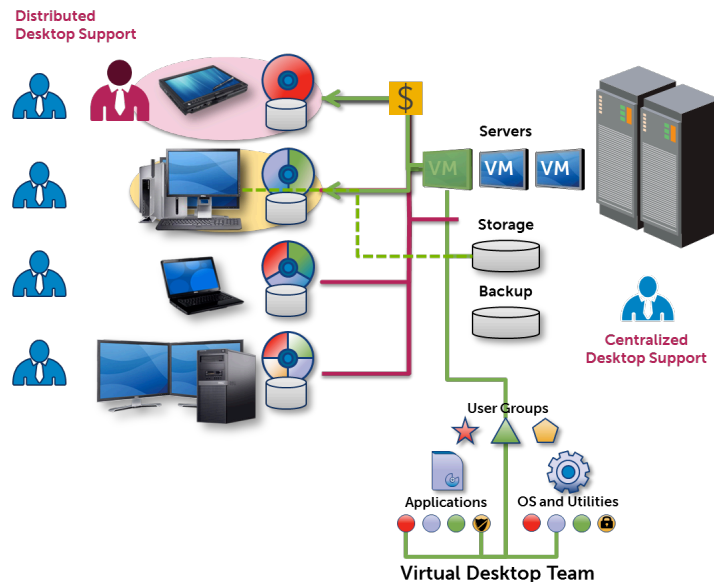 Distributed
Desktop Support
$
Servers
VM
VM
VM
Storage
Backup
Centralized
Desktop Support
User Groups
Applications
OS and Utilities
Virtual Desktop Team